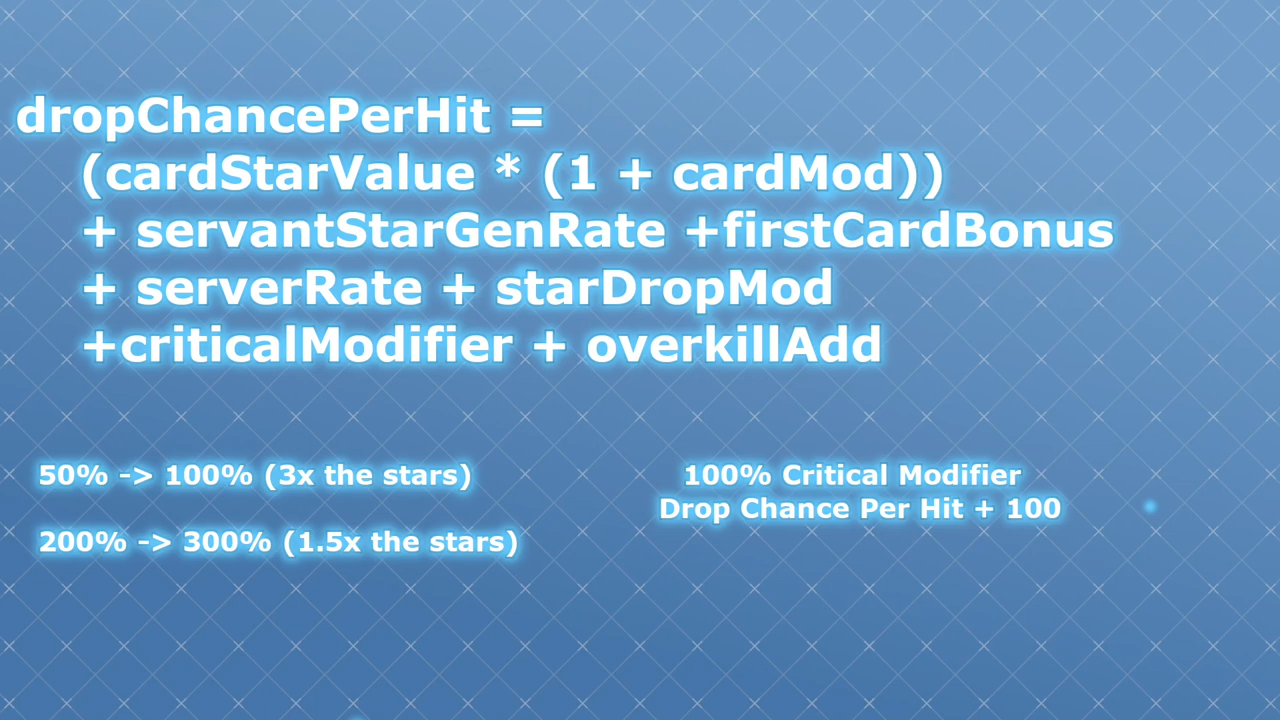 dropChancePerHit =
(cardStarValue * (1 + cardMod))
+ servantStarGenRate +firstCardBonus
+ serverRate + starDropMod
+criticalModifier + overkillAdd
50% -> 100% (3x the stars)
200% -> 300% (1.5x the stars)
100% Critical Modifier
Drop Chance Per Hit + 100